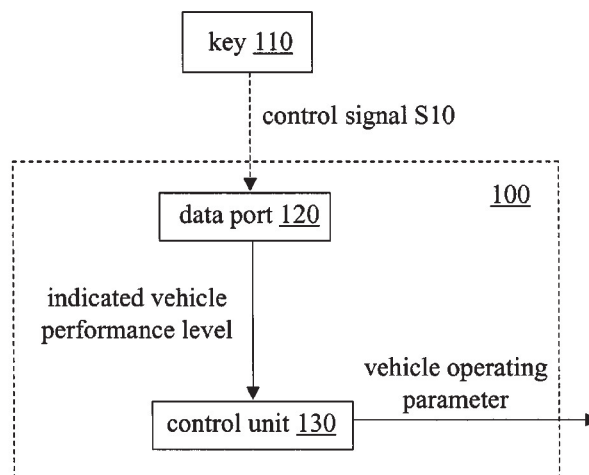 key 110
control signal S10
100
data port 120
indicated vehicle
performance level
vehicle operating
parameter
control unit 130